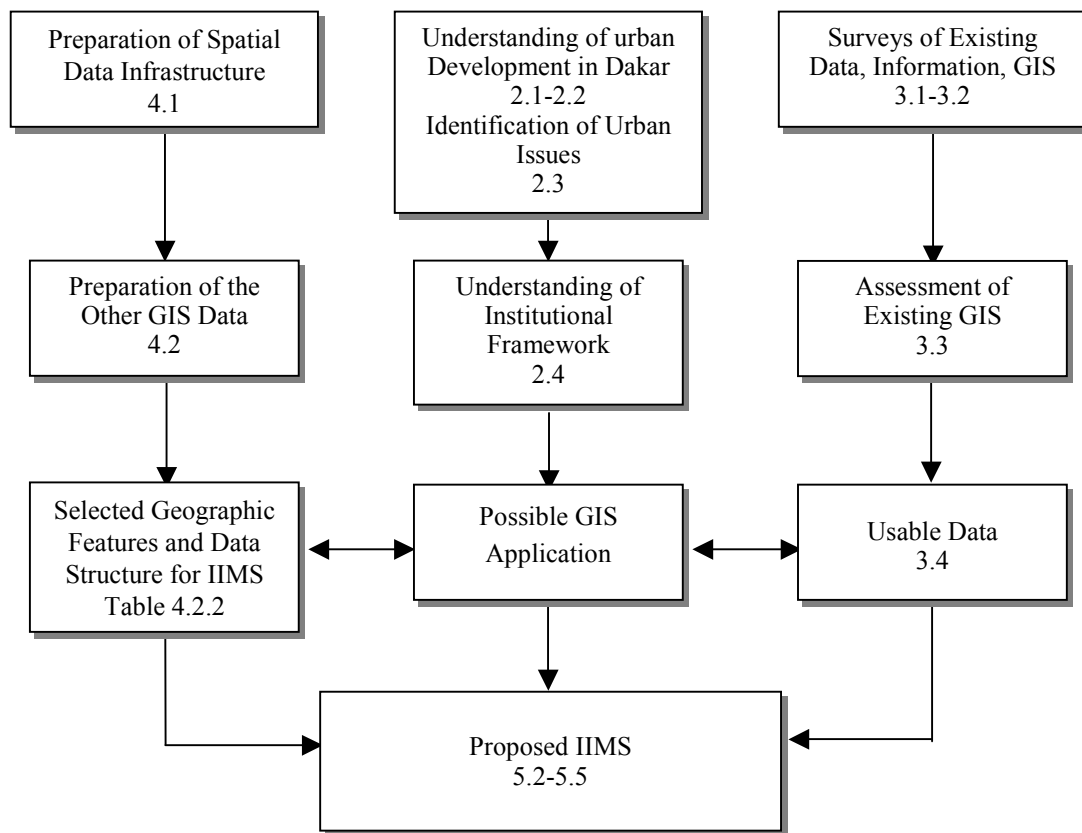 Preparation of Spatial
Data Infrastructure
4.1
Understanding of urban
Development in Dakar
2.1-2.2
Identification of Urban
Issues
2.3
Surveys of Existing
Data, Information, GIS
3.1-3.2
Preparation of the
Other GIS Data
4.2
Understanding of
Institutional
Framework
2.4
Assessment of
Existing GIS
3.3
Selected Geographic
Features and Data
Structure for IIMS
Table 4.2.2
Possible GIS
Application
Usable Data
3.4
Proposed IIMS
5.2-5.5